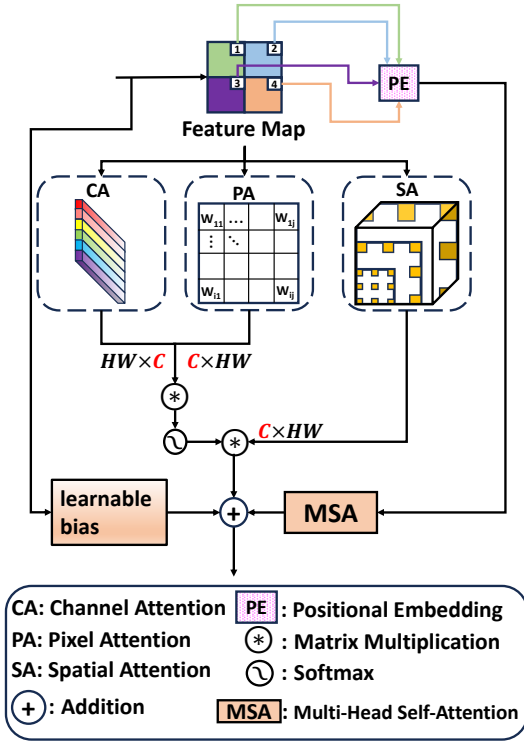 1 2
3 4
PE
Feature Map
CA PA SA
W11 ... W1j
⋮ ⋱
Wi1 Wij
HW×C C×HW
*
* C×HW
learnable
bias
+
MSA
CA: Channel Attention PE : Positional Embedding
PA: Pixel Attention * : Matrix Multiplication
SA: Spatial Attention : Softmax
+ : Addition MSA : Multi-Head Self-Attention